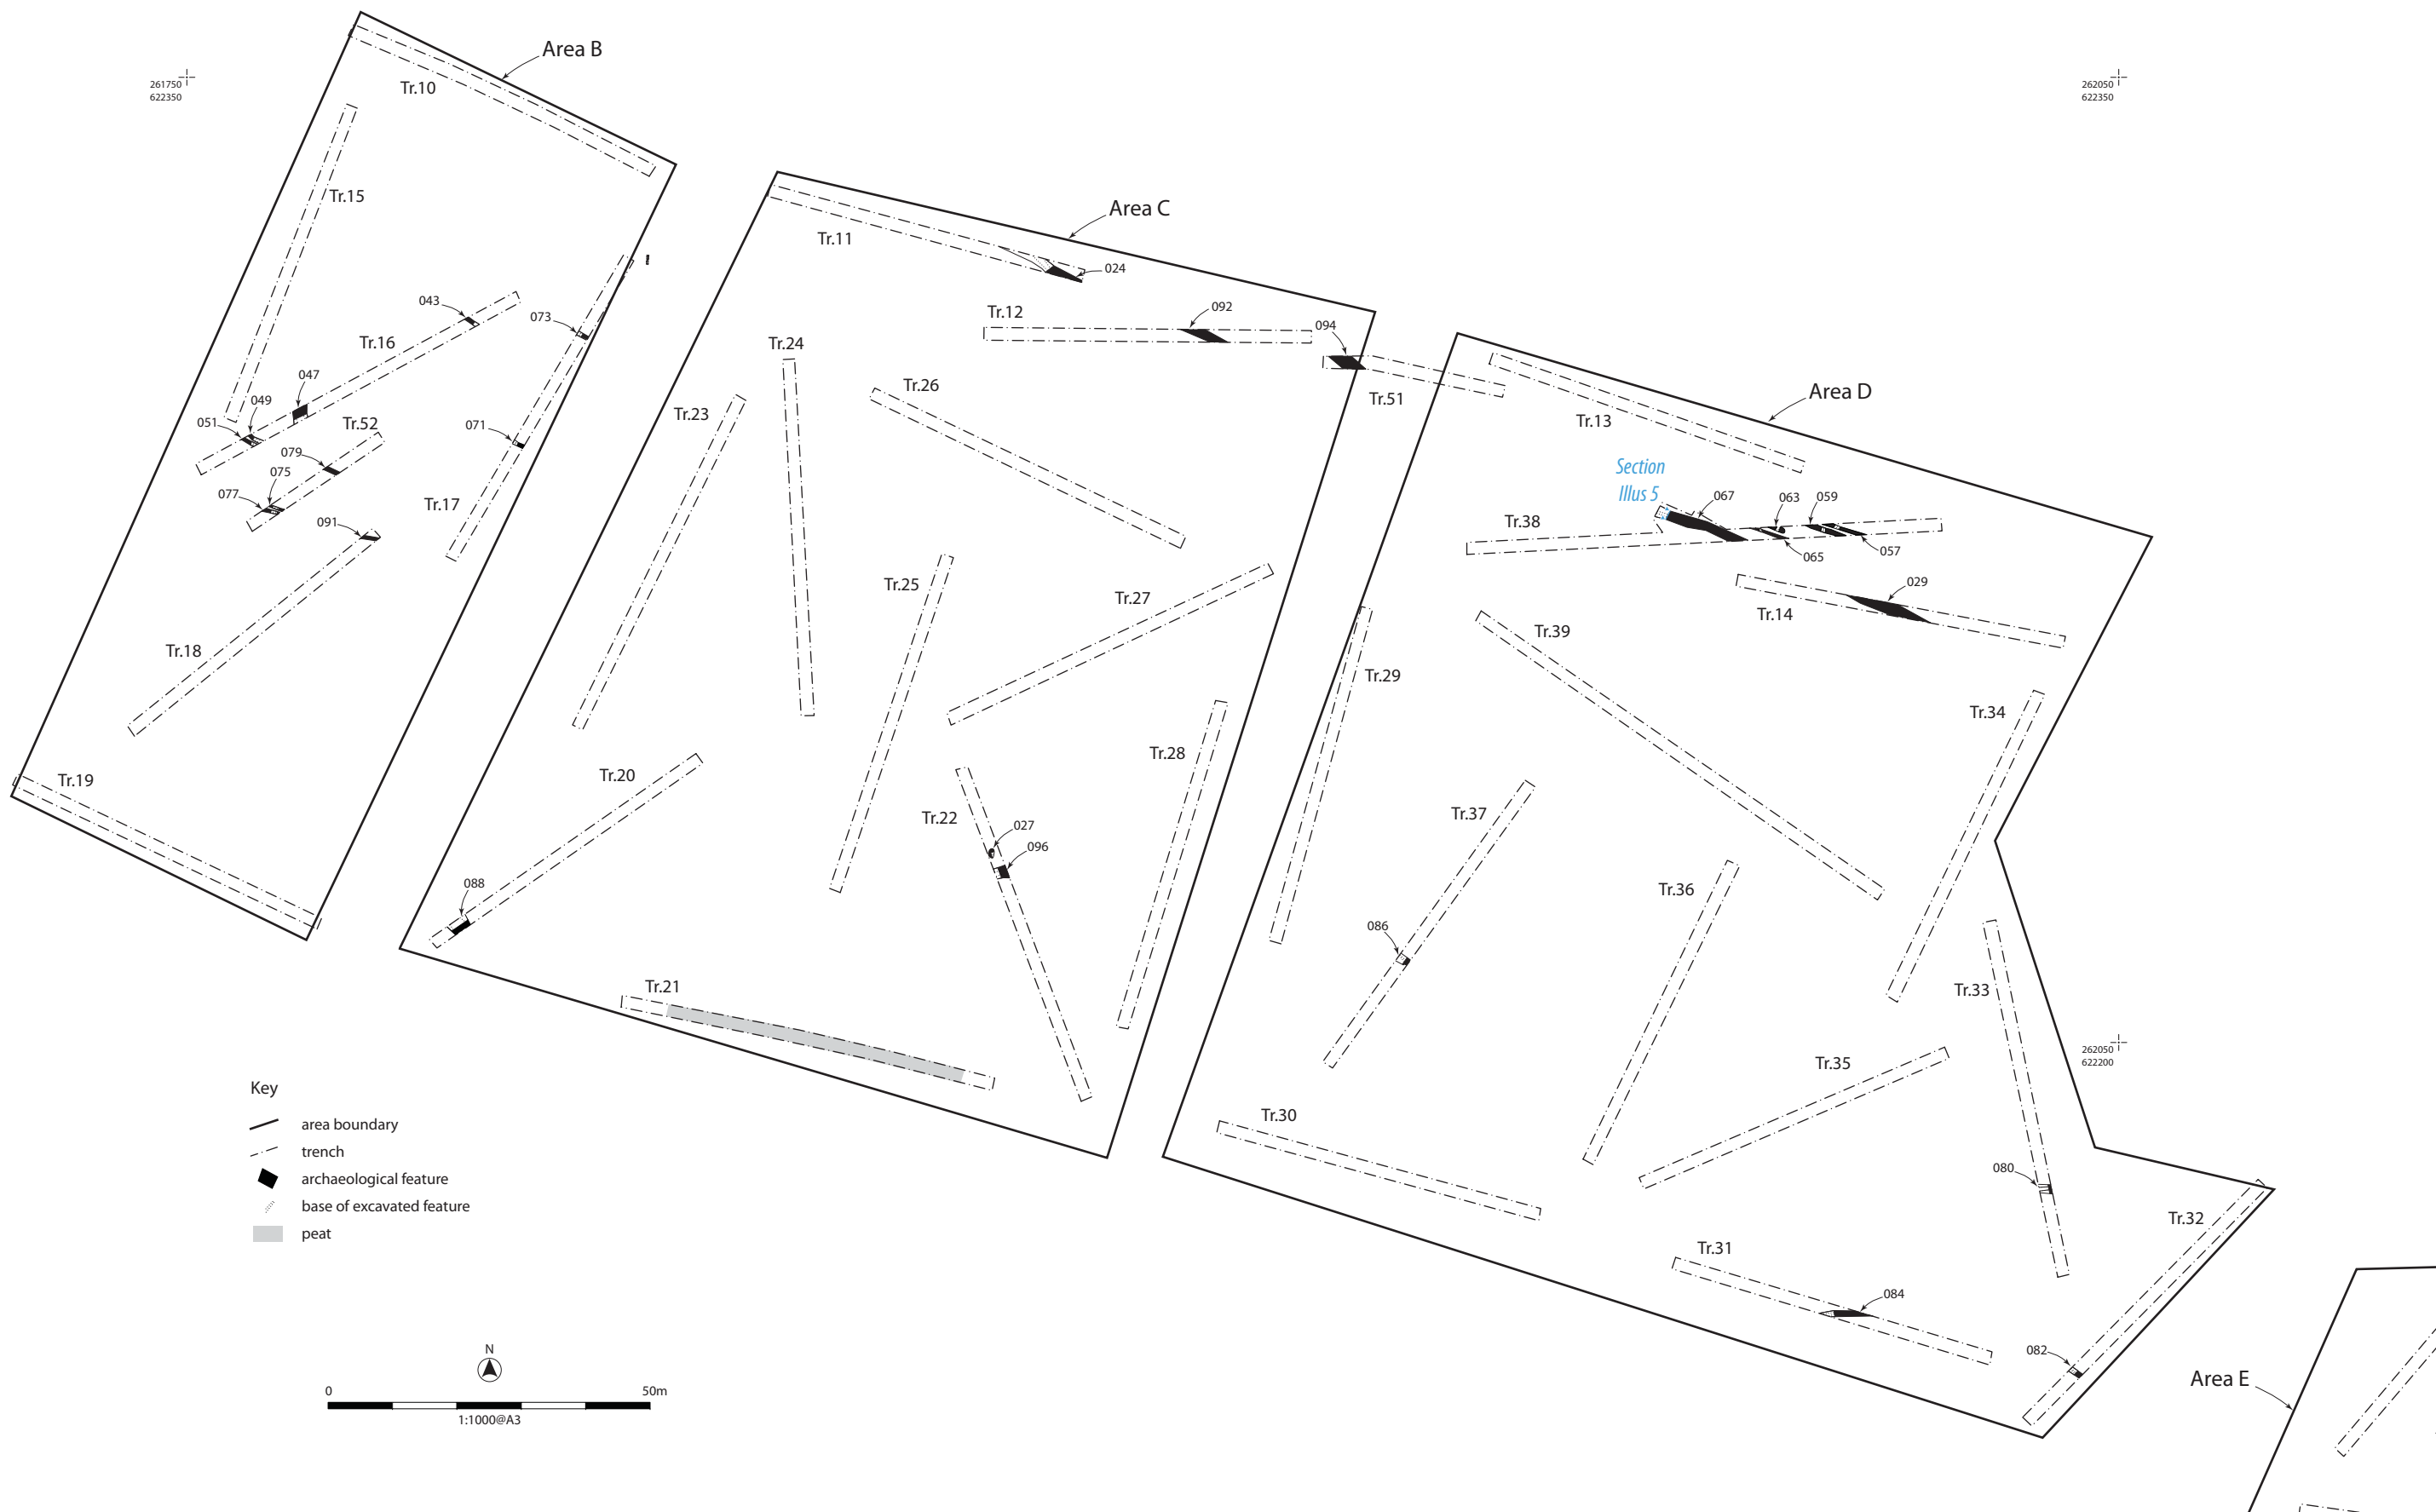 Area B
261750
622350
262050
622350
Tr.10
Tr.15
Area C
Tr.11
024
043
073
Tr.16
Tr.12
092
094
Tr.24
047
049
051
Tr.52
Tr.23
Tr.26
Tr.51
Area D
Tr.13
071
079
075
077
Tr.17
091
Section
Illus 5
067
063
059
Tr.38
065
057
Tr.25
Tr.27
029
Tr.14
Tr.39
Tr.18
Tr.29
Tr.34
Tr.28
Tr.19
Tr.20
Tr.22
027
096
Tr.37
088
Tr.36
086
Tr.21
Tr.33
262050
622200
Tr.35
Tr.30
080
Tr.32
Tr.31
084
082
Area E
Key
area boundary
trench
archaeological feature
base of excavated feature
peat
N
0 50m
1:1000@A3